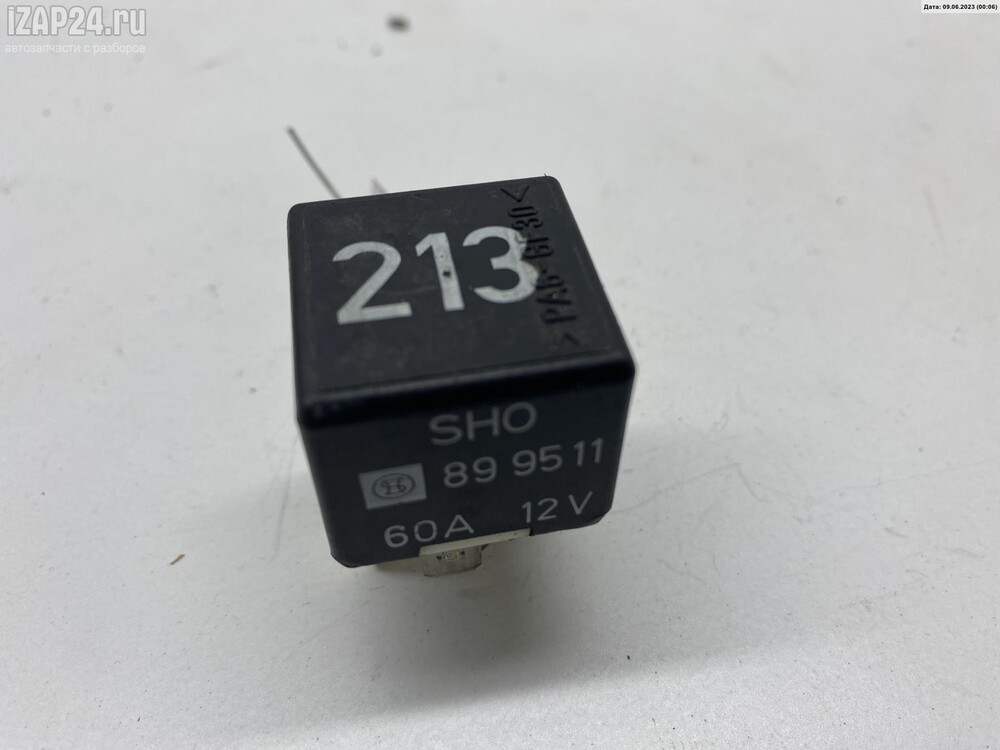 iZAP24.ru
автозапчасти с разборов
Дата: 09.06.2023 (00:06)
213
>PA6-GF30<
SHO
89 95 11
60A 12V